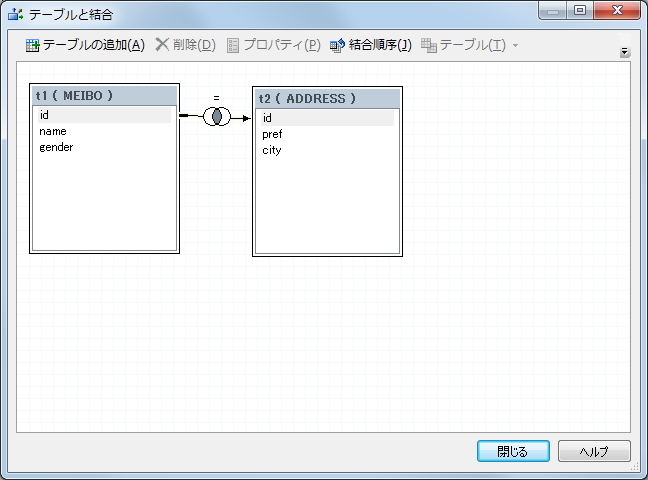 テーブルと結合
テーブルの追加(A) 削除(D) プロパティ(P) 結合順序(J) テーブル(T)
t1 ( MEIBO )
id
name
gender
=
t2 ( ADDRESS )
id
pref
city
閉じる ヘルプ